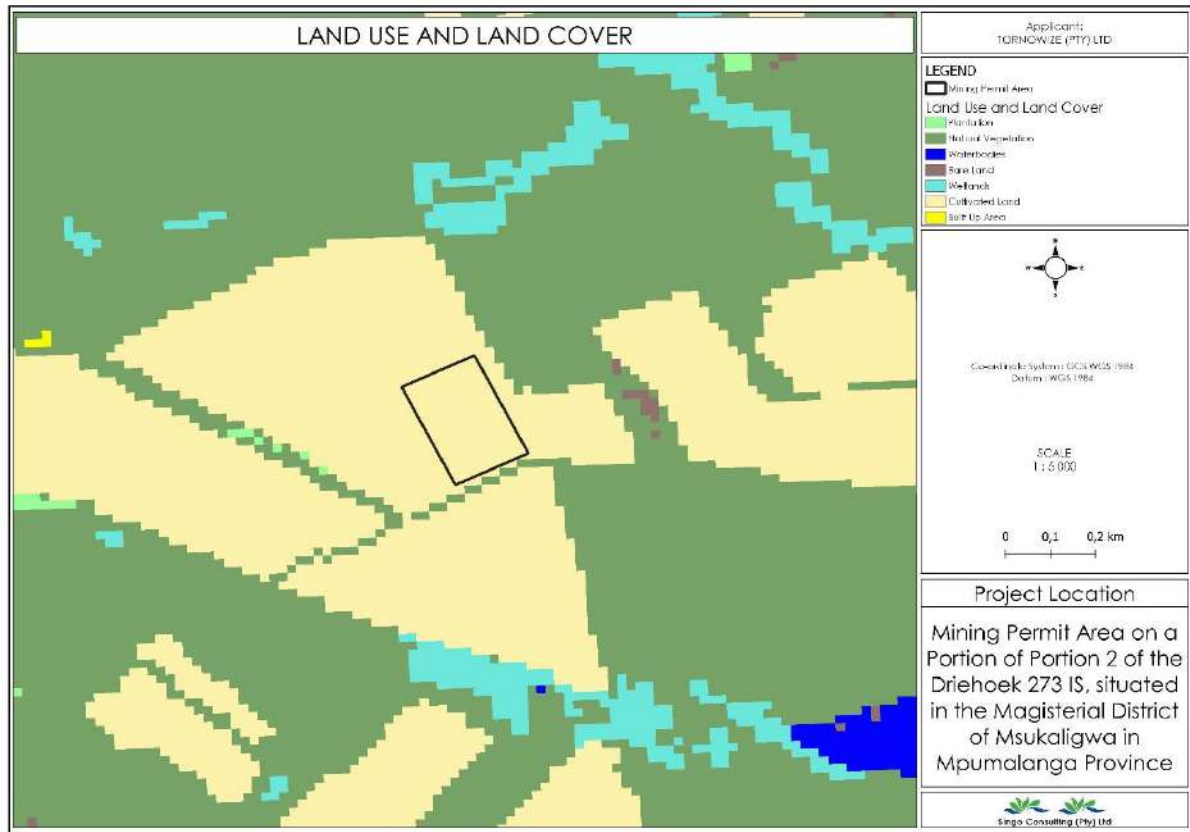 LAND USE AND LAND COVER
Applicant:
TORNOWIZE (PTY) LTD
LEGEND
Mining Permit Area
Land Use and Land Cover
Plantation
Natural Vegetation
Waterbodies
Bare Land
Wetlands
Cultivated Land
Built Up Area
N
W
E
S
Co-ordinate System: GCS WGS 1984
Datum: WGS 1984
SCALE
1 : 5 000
0 0,1 0,2 km
Project Location
Mining Permit Area on a
Portion of Portion 2 of the
Driehoek 273 IS, situated
in the Magisterial District
of Msukaligwa in
Mpumalanga Province
Singo Consulting (Pty) Ltd